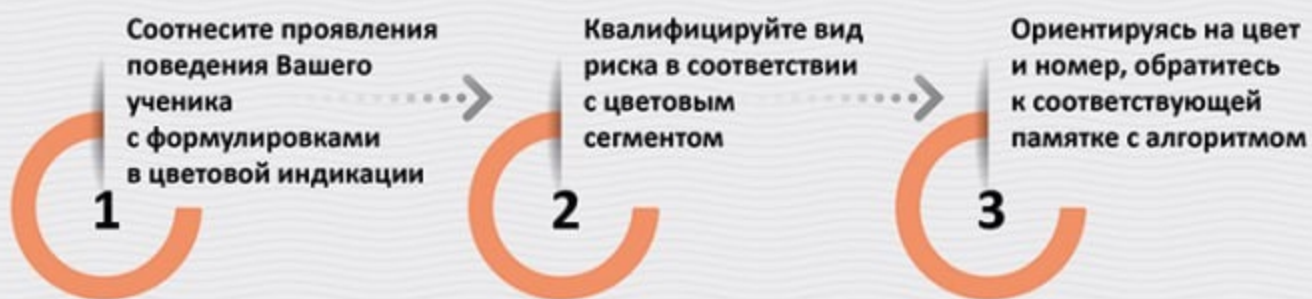 Соотнесите проявления
поведения Вашего
ученика
с формулировками
в цветовой индикации
1
Квалифицируйте вид
риска в соответствии
с цветовым
сегментом
2
Ориентируясь на цвет
и номер, обратитесь
к соответствующей
памятке с алгоритмом
3